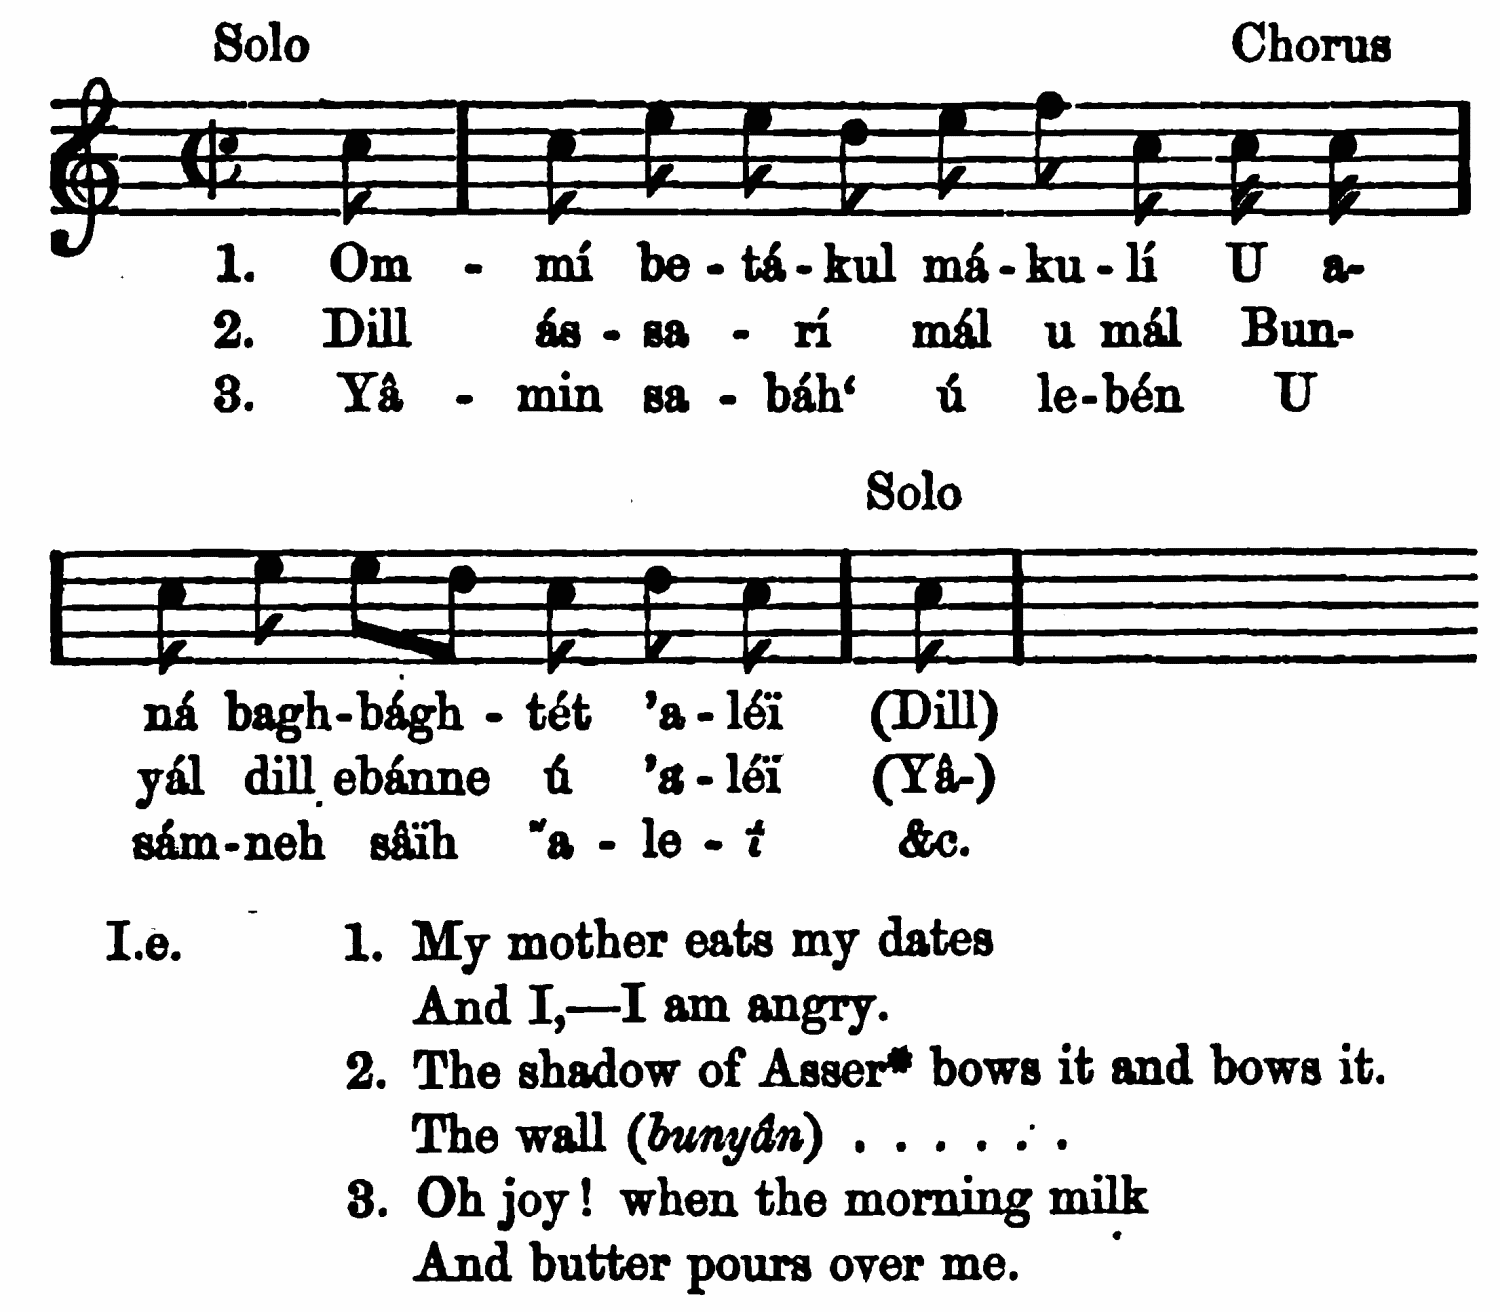 Solo Chorus
1. Om - mí be - tá - kul má - ku - lí U a-
2. Dill ás - sa - rí mál u mál Bun-
3. Yâ - min sa - báh‘ ú le-bén U
Solo
ná bagh-bágh - tét ’a - léï (Dill)
yál dill ebánne ú ’a - léï (Yâ-)
sám-neh sâïh ’a - le - í &c.
I.e. 1. My mother eats my dates
And I,—I am angry.
2. The shadow of Asser* bows it and bows it.
The wall (bunyân) . . . . . .
3. Oh joy! when the morning milk
And butter pours over me.